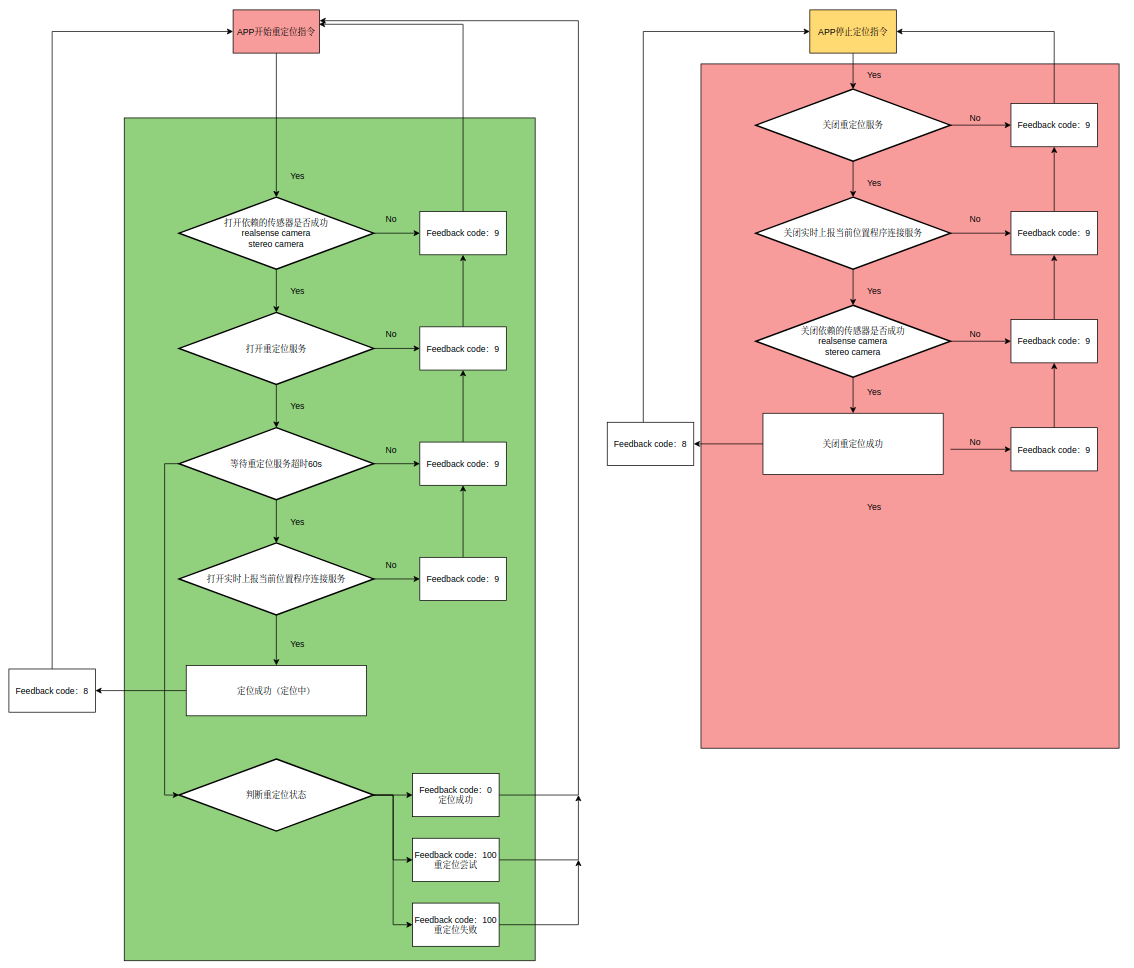 APP开始重定位指令
Yes
打开依赖的传感器是否成功
realsense camera
stereo camera
No
Feedback code：9
Yes
打开重定位服务
No
Feedback code：9
Yes
等待重定位服务超时60s
No
Feedback code：9
Yes
打开实时上报当前位置程序连接服务
No
Feedback code：9
Yes
定位成功（定位中）
Feedback code：8
判断重定位状态
Feedback code：0
定位成功
Feedback code：100
重定位尝试
Feedback code：100
重定位失败
APP停止定位指令
Yes
关闭重定位服务
No
Feedback code：9
Yes
关闭实时上报当前位置程序连接服务
No
Feedback code：9
Yes
关闭依赖的传感器是否成功
realsense camera
stereo camera
No
Feedback code：9
Yes
关闭重定位成功
Feedback code：8
No
Feedback code：9
Yes